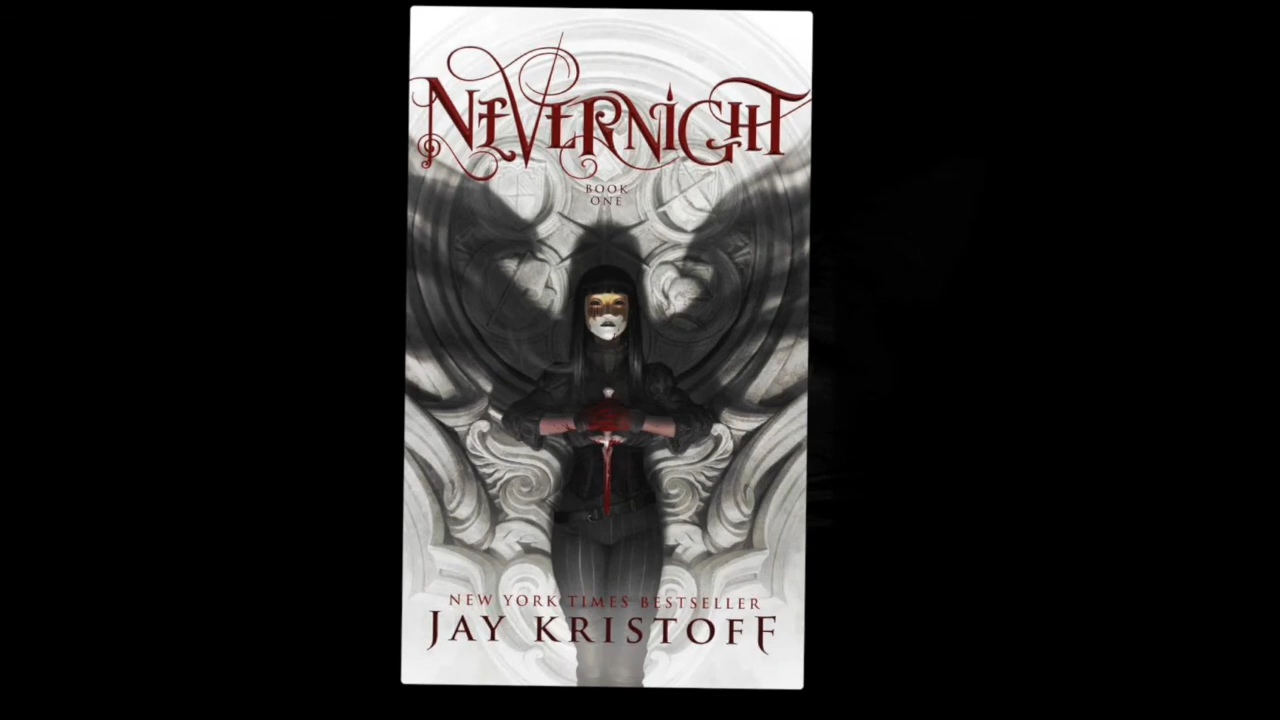 NEVERNIGHT
BOOK
ONE
NEW YORK TIMES BESTSELLER
JAY KRISTOFF